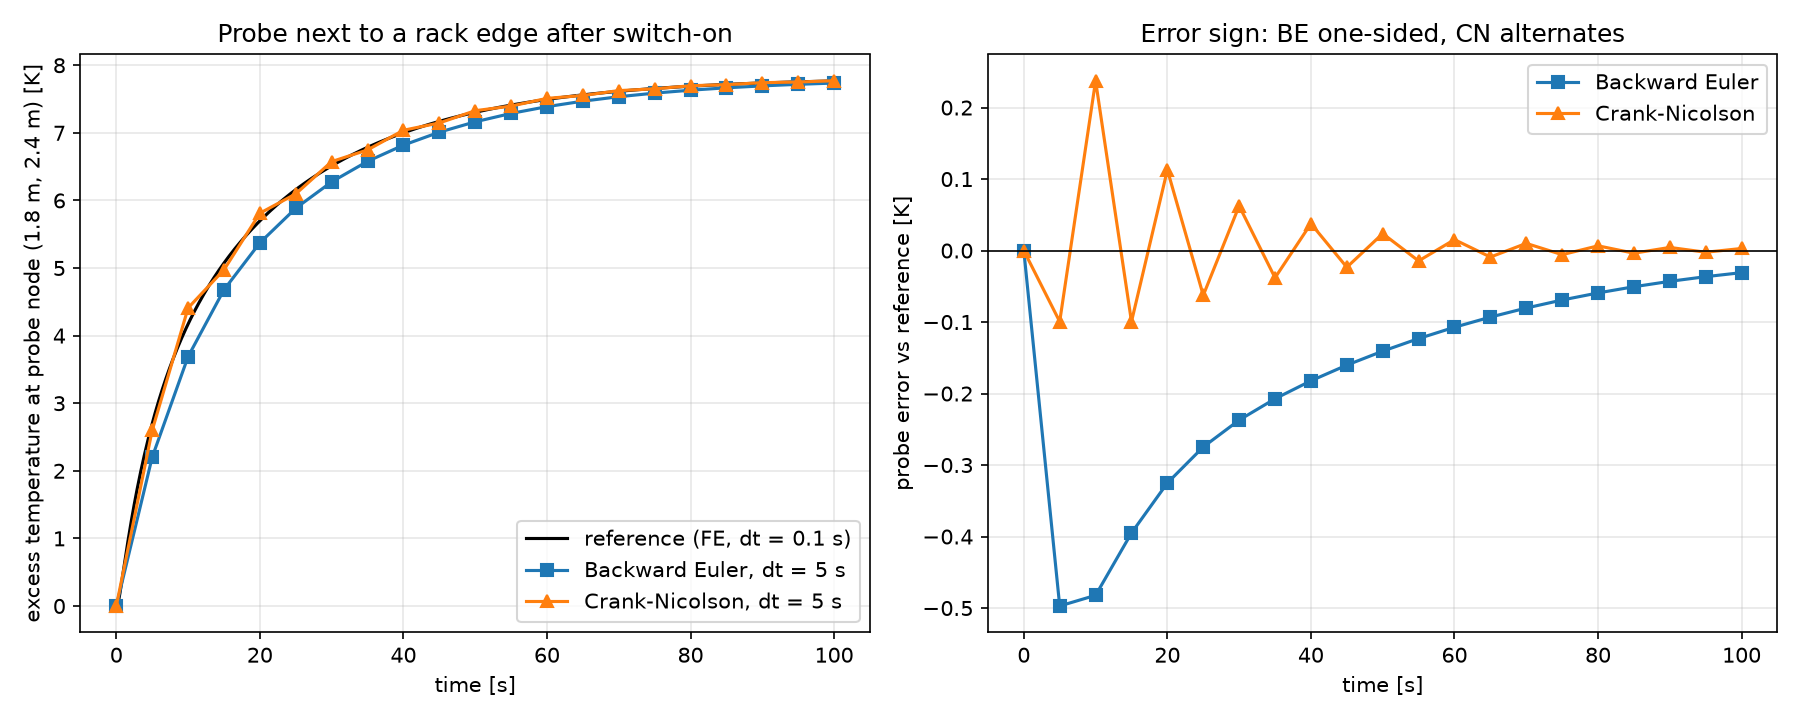 Probe next to a rack edge after switch-on
excess temperature at probe node (1.8 m, 2.4 m) [K]
8
7
6
5
4
3
2
1
0
reference (FE, dt = 0.1 s)
Backward Euler, dt = 5 s
Crank-Nicolson, dt = 5 s
0 20 40 60 80 100
time [s]
Error sign: BE one-sided, CN alternates
probe error vs reference [K]
0.2
0.1
0.0
−0.1
−0.2
−0.3
−0.4
−0.5
Backward Euler
Crank-Nicolson
0 20 40 60 80 100
time [s]